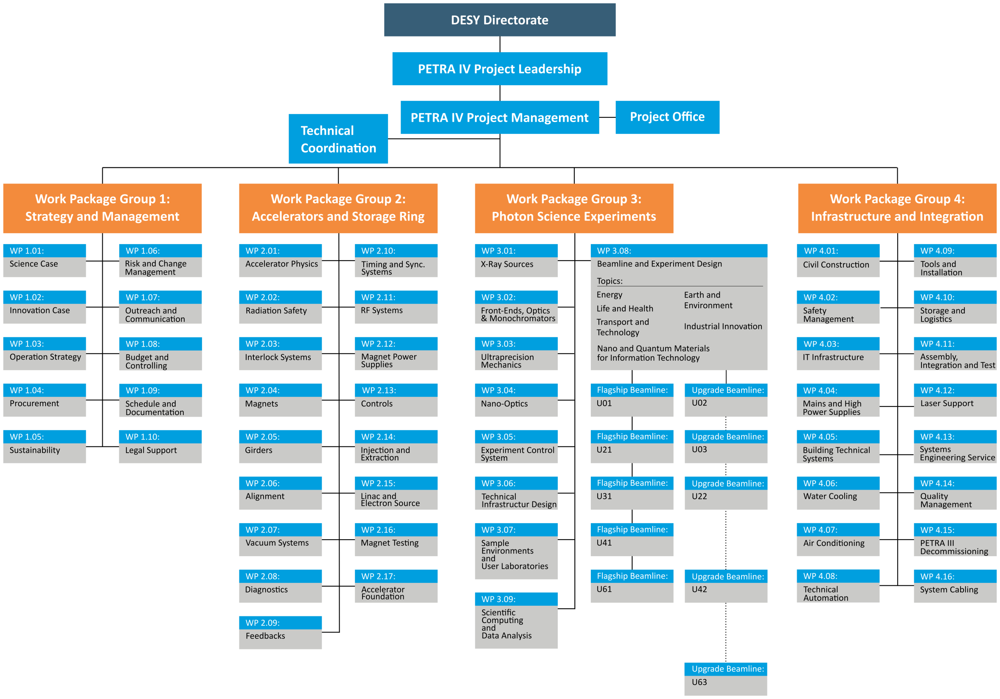 DESY Directorate
PETRA IV Project Leadership
PETRA IV Project Management
Project Office
Technical
Coordination
Work Package Group 1:
Strategy and Management
WP 1.01:
Science Case
WP 1.02:
Innovation Case
WP 1.03:
Operation Strategy
WP 1.04:
Procurement
WP 1.05:
Sustainability
WP 1.06:
Risk and Change
Management
WP 1.07:
Outreach and
Communication
WP 1.08:
Budget and
Controlling
WP 1.09:
Schedule and
Documentation
WP 1.10:
Legal Support
Work Package Group 2:
Accelerators and Storage Ring
WP 2.01:
Accelerator Physics
WP 2.02:
Radiation Safety
WP 2.03:
Interlock Systems
WP 2.04:
Magnets
WP 2.05:
Girders
WP 2.06:
Alignment
WP 2.07:
Vacuum Systems
WP 2.08:
Diagnostics
WP 2.09:
Feedbacks
WP 2.10:
Timing and Sync.
Systems
WP 2.11:
RF Systems
WP 2.12:
Magnet Power
Supplies
WP 2.13:
Controls
WP 2.14:
Injection and
Extraction
WP 2.15:
Linac and
Electron Source
WP 2.16:
Magnet Testing
WP 2.17:
Accelerator
Foundation
Work Package Group 3:
Photon Science Experiments
WP 3.01:
X-Ray Sources
WP 3.02:
Front-Ends, Optics
& Monochromators
WP 3.03:
Ultraprecision
Mechanics
WP 3.04:
Nano-Optics
WP 3.05:
Experiment Control
System
WP 3.06:
Technical
Infrastructur Design
WP 3.07:
Sample
Environments
and
User Laboratories
WP 3.09:
Scientific
Computing
and
Data Analysis
WP 3.08:
Beamline and Experiment Design
Topics:
Energy
Life and Health
Transport and
Technology
Earth and
Environment
Industrial Innovation
Nano and Quantum Materials
for Information Technology
Flagship Beamline:
U01
Flagship Beamline:
U21
Flagship Beamline:
U31
Flagship Beamline:
U41
Flagship Beamline:
U61
Upgrade Beamline:
U02
Upgrade Beamline:
U03
Upgrade Beamline:
U22
Upgrade Beamline:
U42
Upgrade Beamline:
U63
Work Package Group 4:
Infrastructure and Integration
WP 4.01:
Civil Construction
WP 4.02:
Safety
Management
WP 4.03:
IT Infrastructure
WP 4.04:
Mains and High
Power Supplies
WP 4.05:
Building Technical
Systems
WP 4.06:
Water Cooling
WP 4.07:
Air Conditioning
WP 4.08:
Technical
Automation
WP 4.09:
Tools and
Installation
WP 4.10:
Storage and
Logistics
WP 4.11:
Assembly,
Integration and Test
WP 4.12:
Laser Support
WP 4.13:
Systems
Engineering Service
WP 4.14:
Quality
Management
WP 4.15:
PETRA III
Decommissioning
WP 4.16:
System Cabling